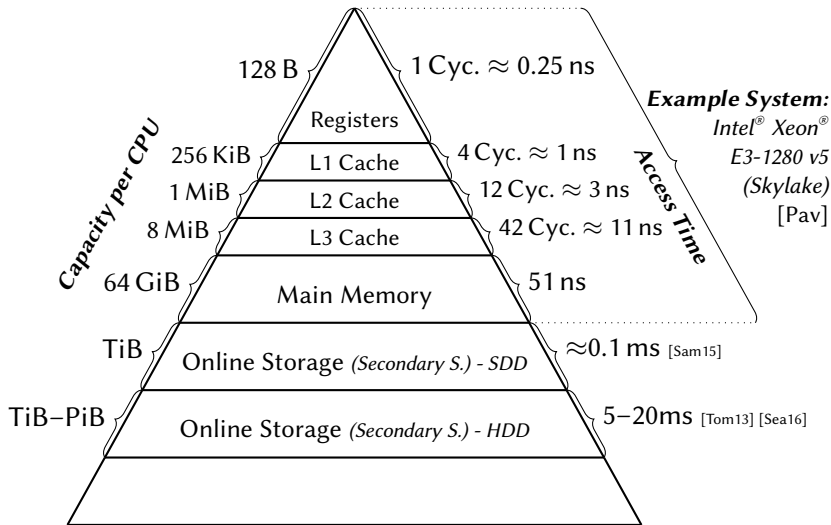 128 B
1 Cyc. ≈ 0.25 ns
Registers
256 KiB
L1 Cache
4 Cyc. ≈ 1 ns
1 MiB
L2 Cache
12 Cyc. ≈ 3 ns
8 MiB
L3 Cache
42 Cyc. ≈ 11 ns
64 GiB
Main Memory
51 ns
TiB
Online Storage (Secondary S.) - SDD
≈0.1 ms [Sam15]
TiB–PiB
Online Storage (Secondary S.) - HDD
5–20ms [Tom13] [Sea16]
Capacity per CPU
Access Time
Example System:
Intel® Xeon®
E3-1280 v5
(Skylake)
[Pav]